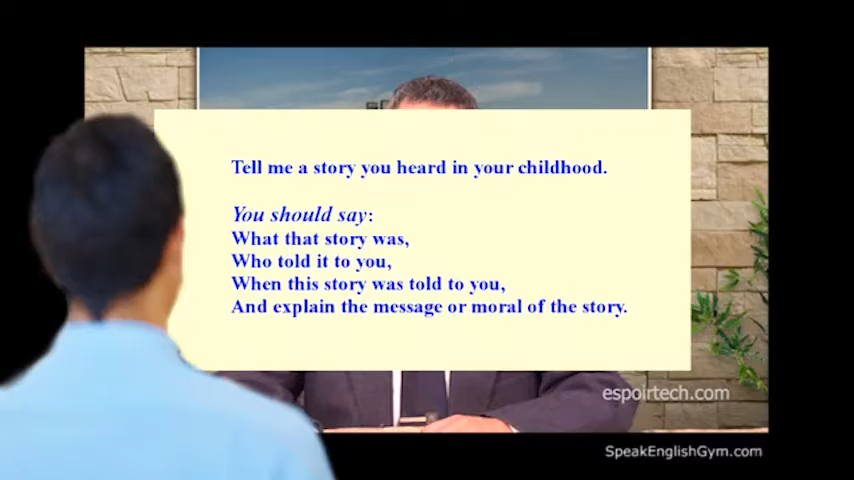 Tell me a story you heard in your childhood.
You should say:
What that story was,
Who told it to you,
When this story was told to you,
And explain the message or moral of the story.
espoirtech.com
SpeakEnglishGym.com